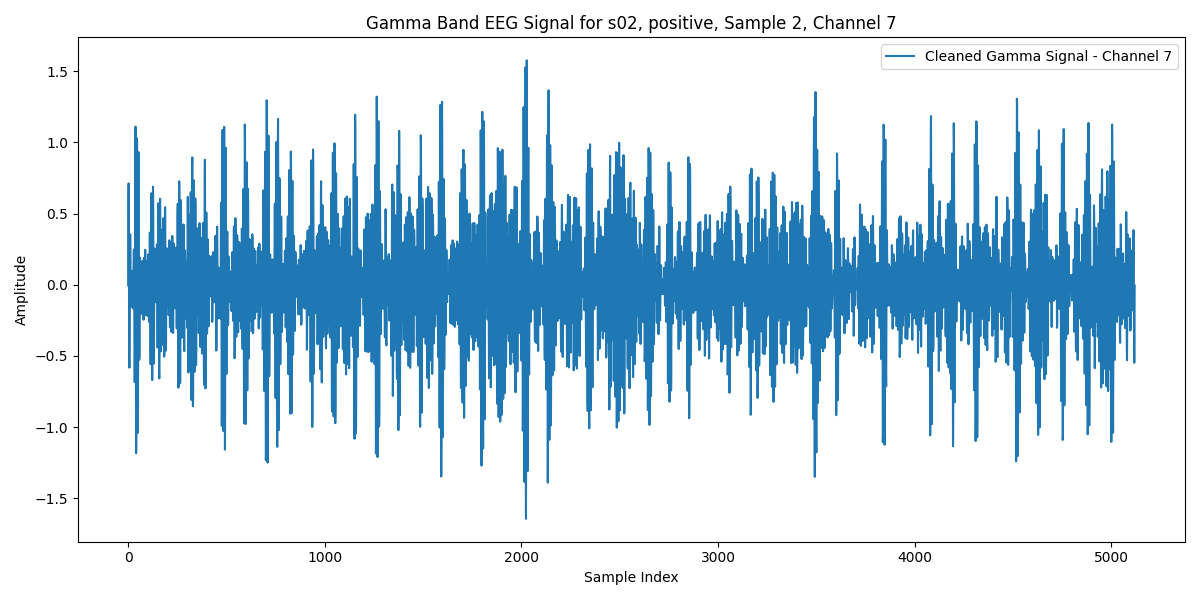 Gamma Band EEG Signal for s02, positive, Sample 2, Channel 7
Cleaned Gamma Signal - Channel 7
1.5
1.0
0.5
0.0
−0.5
−1.0
−1.5
Amplitude
0 1000 2000 3000 4000 5000
Sample Index